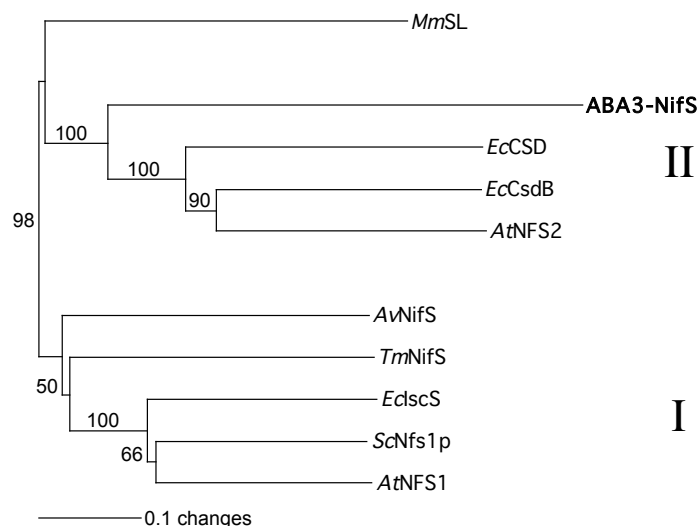 MmSL
ABA3-NifS
100
EcCSD
II
100
EcCsdB
90
AtNFS2
98
AvNifS
TmNifS
50
EcIscS
100
I
ScNfs1p
66
AtNFS1
0.1 changes